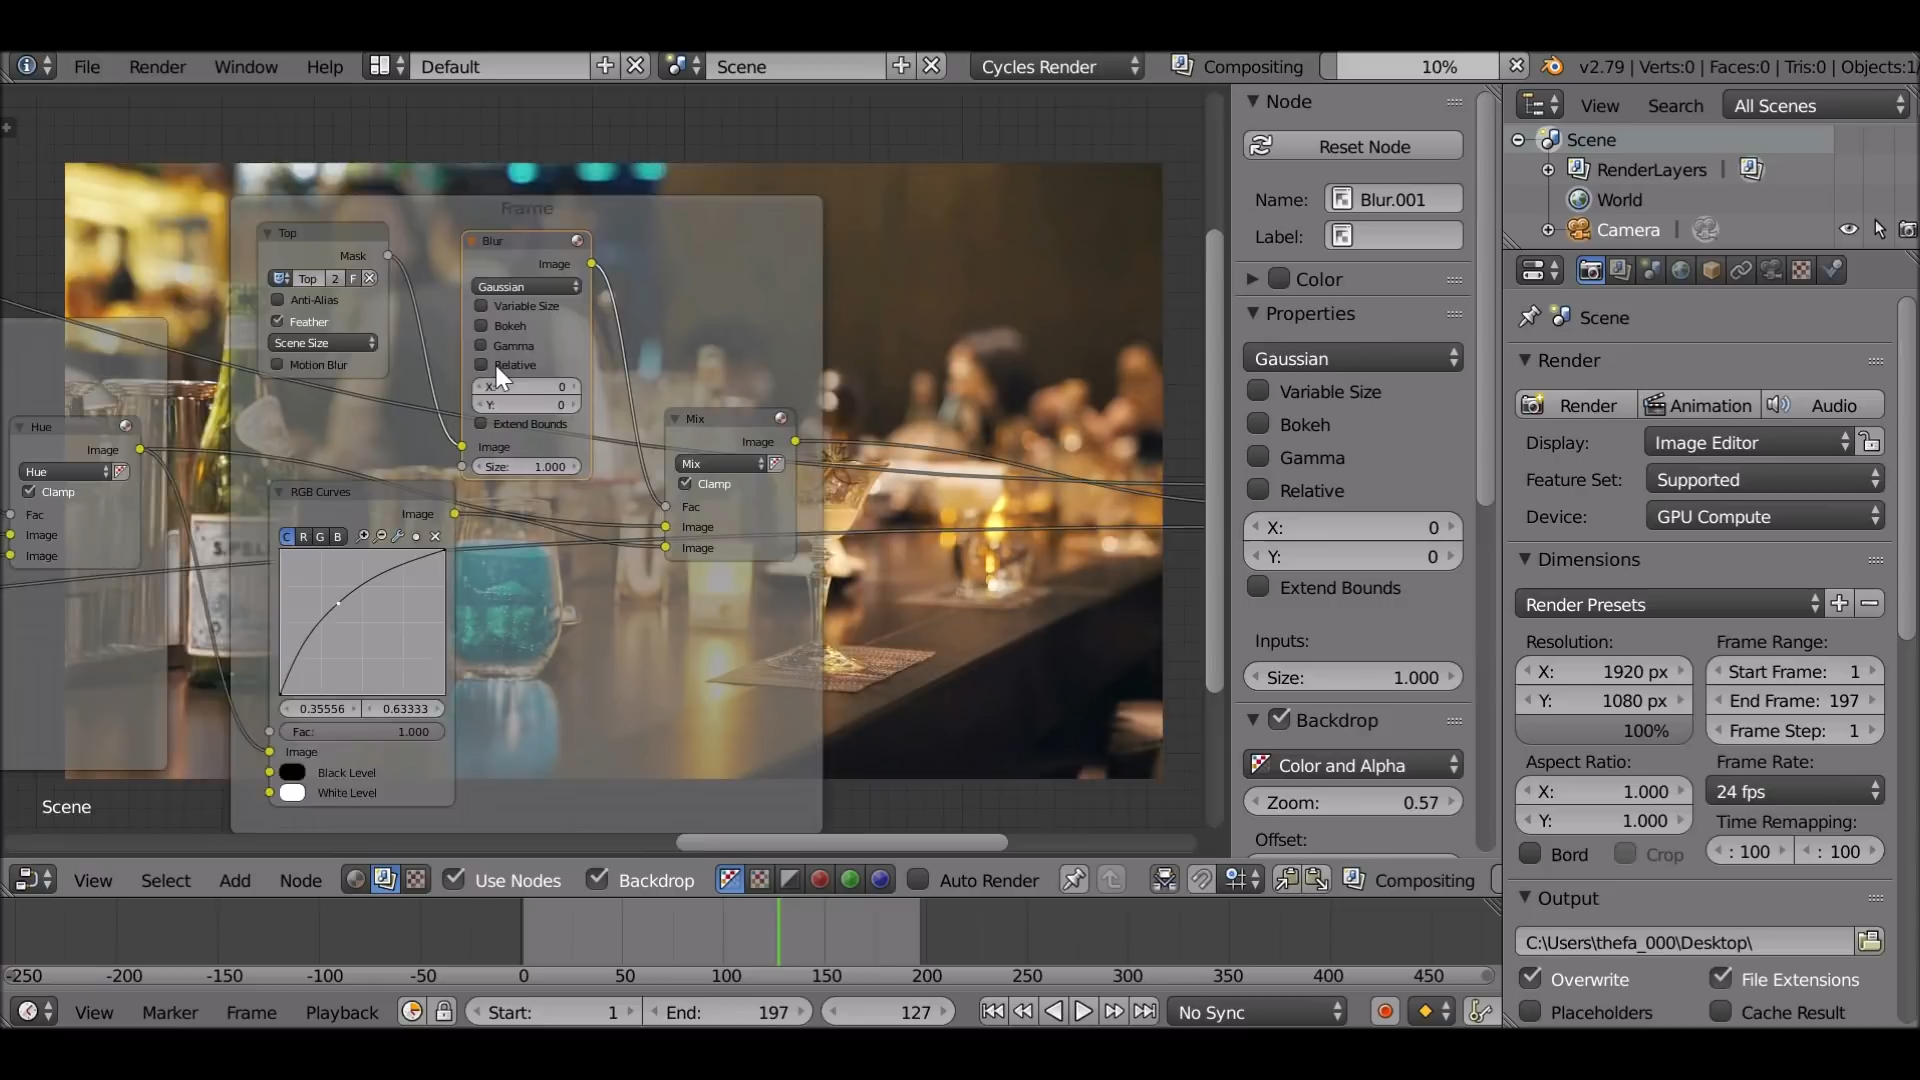 File Render Window Help Default Scene Cycles Render Compositing 10% v2.79 | Verts:0 | Faces:0 | Tris:0 | Objects:1/
Frame
Top
Mask
Top 2 F
Anti-Alias
Feather
Scene Size
Motion Blur
Blur
Image
Gaussian
Variable Size
Bokeh
Gamma
Relative
X: 0
Y: 0
Extend Bounds
Image
Size: 1.000
Hue
Image
Hue
Clamp
Fac
Image
Image
RGB Curves
Image
C R G B
0.35556 0.63333
Fac: 1.000
Image
Black Level
White Level
Mix
Image
Mix
Clamp
Fac
Image
Image
Scene
Node
Reset Node
Name: Blur.001
Label:
Color
Properties
Gaussian
Variable Size
Bokeh
Gamma
Relative
X: 0
Y: 0
Extend Bounds
Inputs:
Size: 1.000
Backdrop
Color and Alpha
Zoom: 0.57
Offset:
View Search All Scenes
Scene
RenderLayers
World
Camera
Scene
Render
Render Animation Audio
Display: Image Editor
Feature Set: Supported
Device: GPU Compute
Dimensions
Render Presets
Resolution: Frame Range:
X: 1920 px Start Frame: 1
Y: 1080 px End Frame: 197
100% Frame Step: 1
Aspect Ratio: Frame Rate:
X: 1.000 24 fps
Y: 1.000 Time Remapping:
Bord Crop : 100 : 100
Output
C:\Users\thefa_000\Desktop\
Overwrite File Extensions
Placeholders Cache Result
View Select Add Node Use Nodes Backdrop Auto Render Compositing
-250 -200 -150 -100 -50 0 50 100 150 200 250 300 350 400 450
View Marker Frame Playback Start: 1 End: 197 127 No Sync